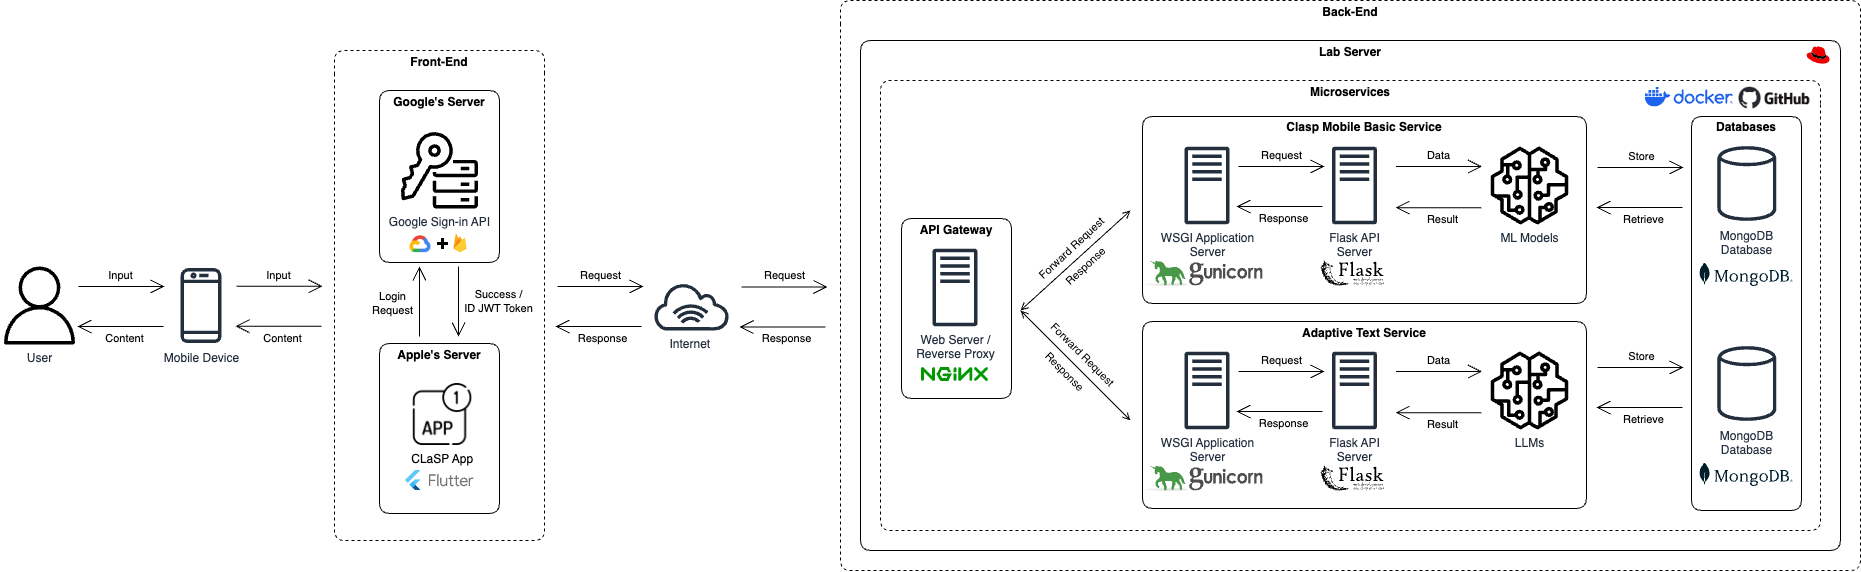 Back-End
Lab Server
Front-End
Microservices
docker
GitHub
Google's Server
Google Sign-in API
+
Login
Request
Success /
ID JWT Token
Apple's Server
1
APP
CLaSP App
Flutter
Input
Content
User
Mobile Device
Input
Content
Request
Response
Internet
Request
Response
API Gateway
Web Server /
Reverse Proxy
NGINX
Forward Request
Response
Forward Request
Response
Clasp Mobile Basic Service
Request
Response
WSGI Application
Server
gunicorn
Flask API
Server
Flask
Data
Result
ML Models
Store
Retrieve
Adaptive Text Service
Request
Response
WSGI Application
Server
gunicorn
Flask API
Server
Flask
Data
Result
LLMs
Store
Retrieve
Databases
MongoDB
Database
MongoDB.
MongoDB
Database
MongoDB.